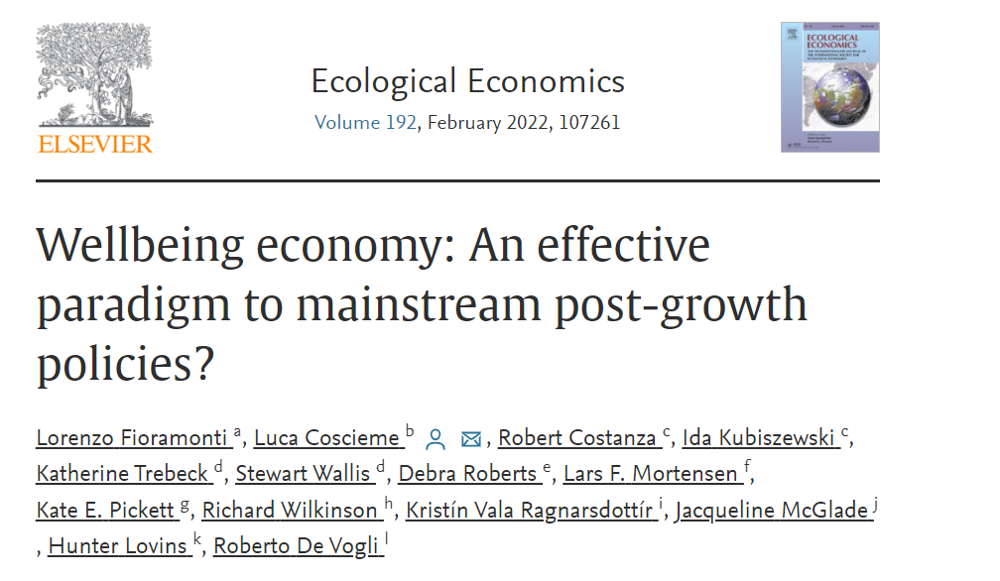 ELSEVIER
Ecological Economics
Volume 192, February 2022, 107261
ECOLOGICAL
ECONOMICS
Wellbeing economy: An effective
paradigm to mainstream post-growth
policies?
Lorenzo Fioramonti a, Luca Coscieme b, Robert Costanza c, Ida Kubiszewski c,
Katherine Trebeck d, Stewart Wallis d, Debra Roberts e, Lars F. Mortensen f,
Kate E. Pickett g, Richard Wilkinson h, Kristín Vala Ragnarsdottír i, Jacqueline McGlade j
, Hunter Lovins k, Roberto De Vogli l